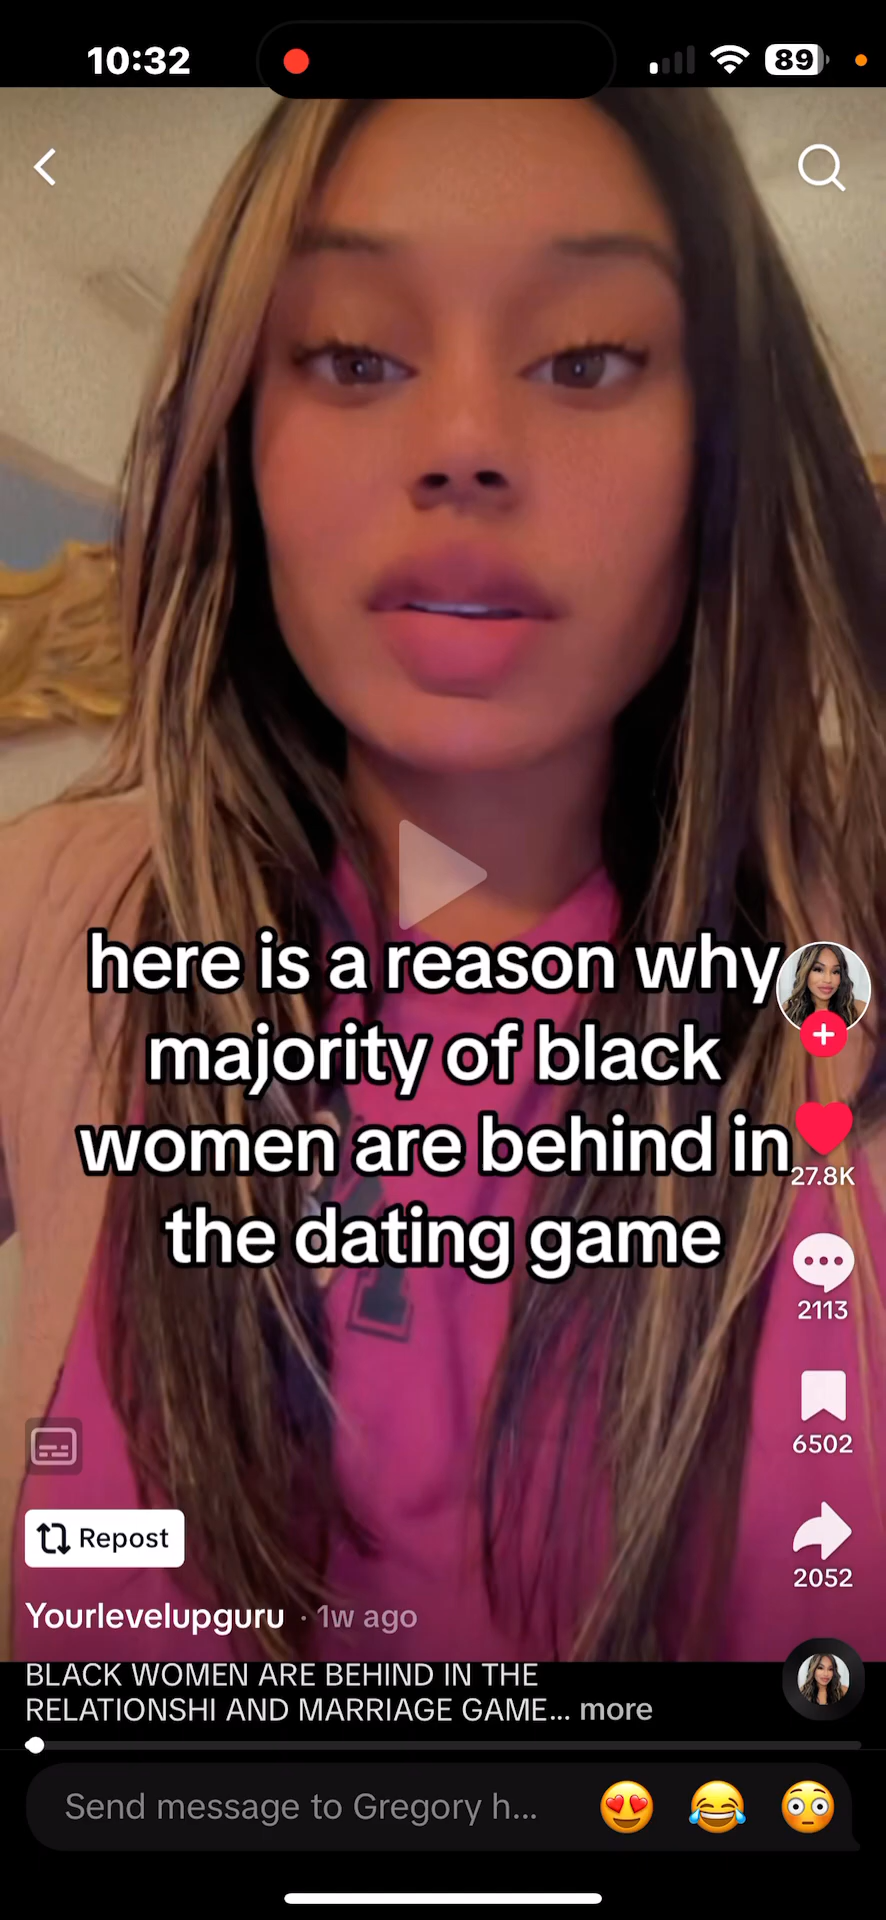 10:32
89
here is a reason why
majority of black
women are behind in
the dating game
27.8K
2113
6502
2052
Repost
Yourlevelupguru · 1w ago
BLACK WOMEN ARE BEHIND IN THE
RELATIONSHI AND MARRIAGE GAME... more
Send message to Gregory h...